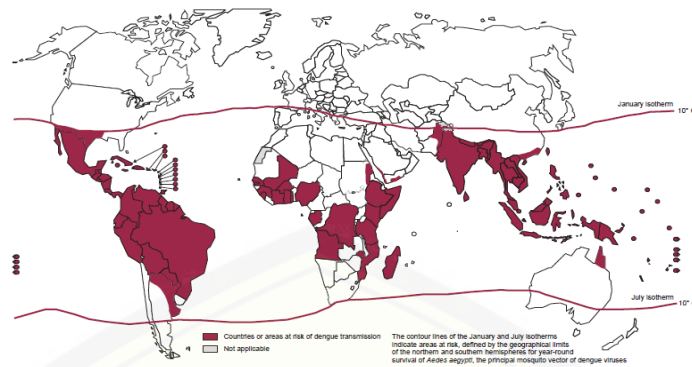 January isotherm
10°
July isotherm
10°
Countries or areas at risk of dengue transmission
Not applicable
The contour lines of the January and July isotherms
indicate areas at risk, defined by the geographical limits
of the northern and southern hemispheres for year-round
survival of Aedes aegypti, the principal mosquito vector of dengue viruses